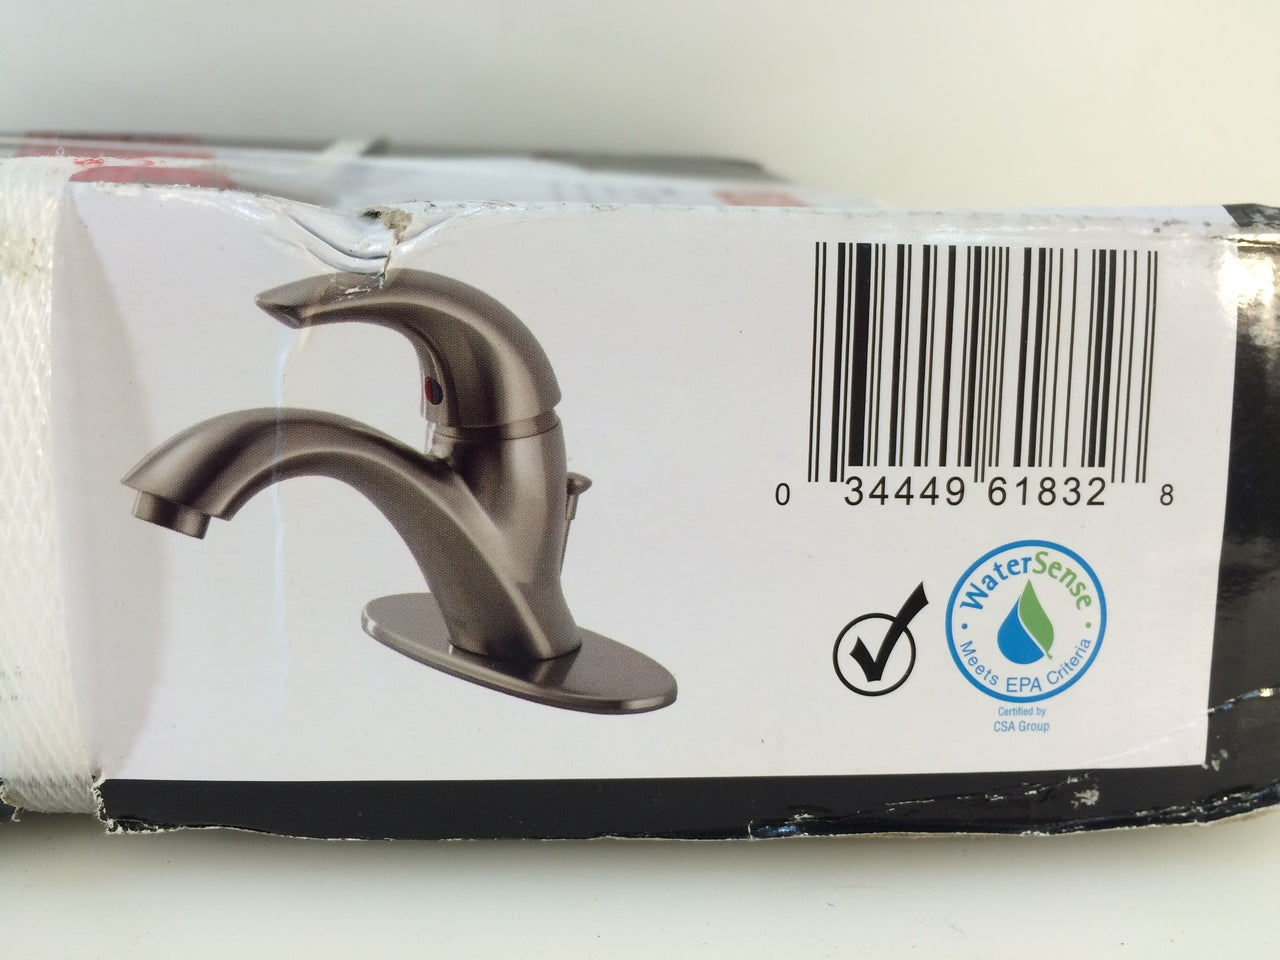 0 34449 61832 8
WaterSense
Meets EPA Criteria
Certified by
CSA Group